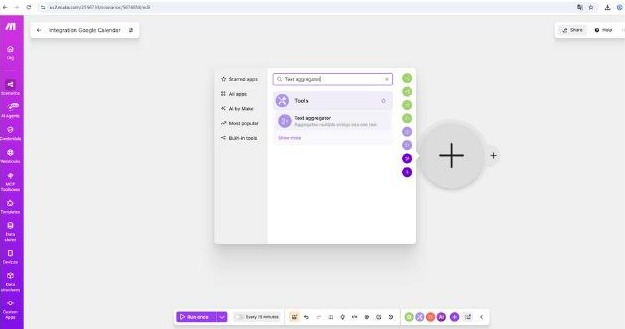 Integration Google Calendar
Share
Help
Org
Scenarios
AI Agents
Credentials
Webhooks
MCP
Toolboxes
Templates
Data
stores
Devices
Data
structures
Custom
Apps
Starred apps
All apps
AI by Make
Most popular
Built-in tools
Text aggregator
Tools
Text aggregator
Aggregates multiple strings into one text.
Show more
Run once
Every 15 minutes